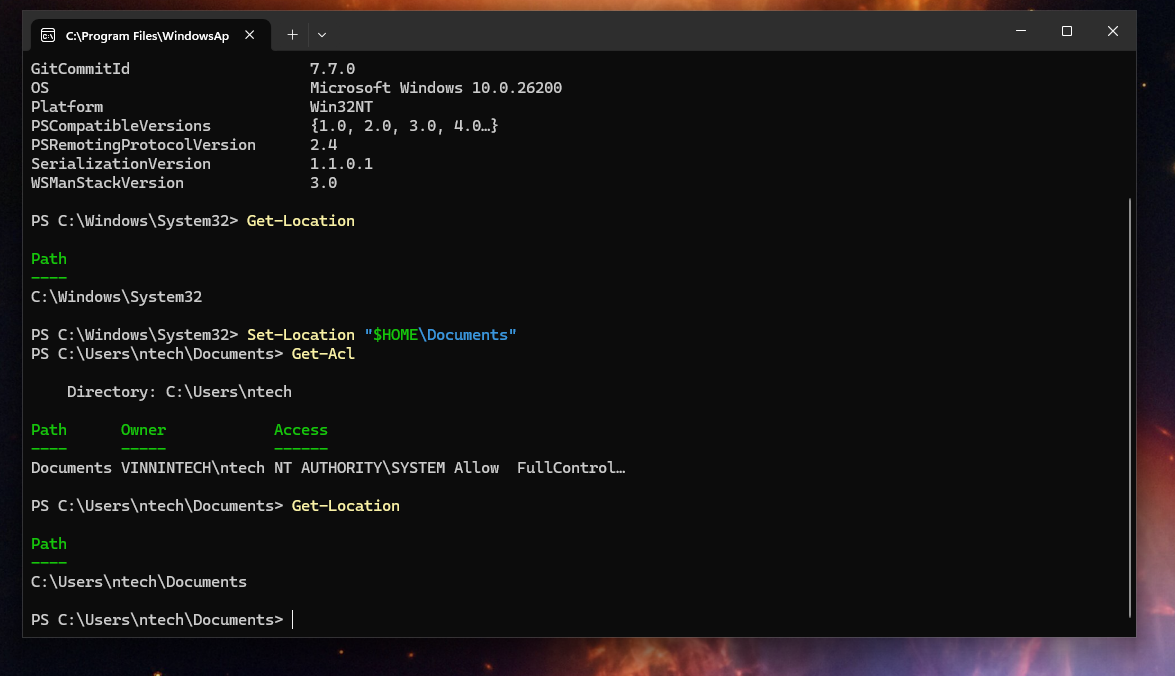 C:\Program Files\WindowsAp
GitCommitId 7.7.0
OS Microsoft Windows 10.0.26200
Platform Win32NT
PSCompatibleVersions {1.0, 2.0, 3.0, 4.0…}
PSRemotingProtocolVersion 2.4
SerializationVersion 1.1.0.1
WSManStackVersion 3.0
PS C:\Windows\System32> Get-Location
Path
----
C:\Windows\System32
PS C:\Windows\System32> Set-Location "$HOME\Documents"
PS C:\Users\ntech\Documents> Get-Acl
Directory: C:\Users\ntech
Path Owner Access
---- ----- ------
Documents VINNINTECH\ntech NT AUTHORITY\SYSTEM Allow  FullControl…
PS C:\Users\ntech\Documents> Get-Location
Path
----
C:\Users\ntech\Documents
PS C:\Users\ntech\Documents>